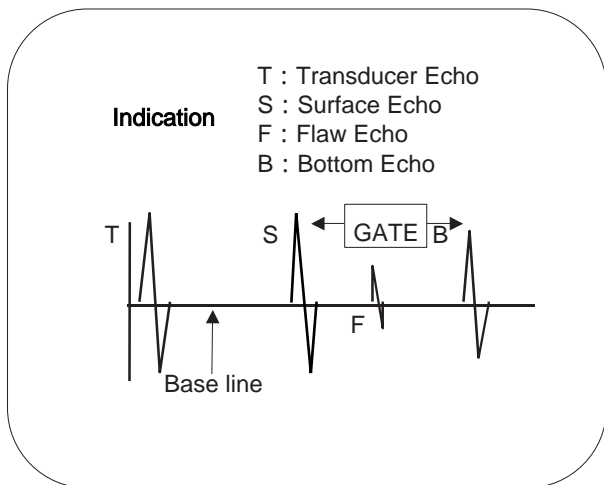 T : Transducer Echo
Indication
S : Surface Echo
F : Flaw Echo
B : Bottom Echo
T
S
GATE
B
F
Base line